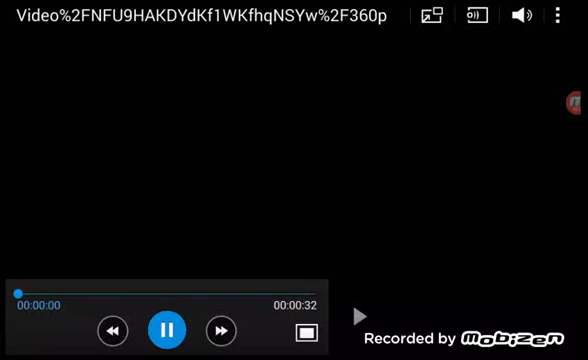 Video%2FNFU9HAKDYdKf1WKfhqNSYw%2F360p
00:00:00
00:00:32
Recorded by mobizen